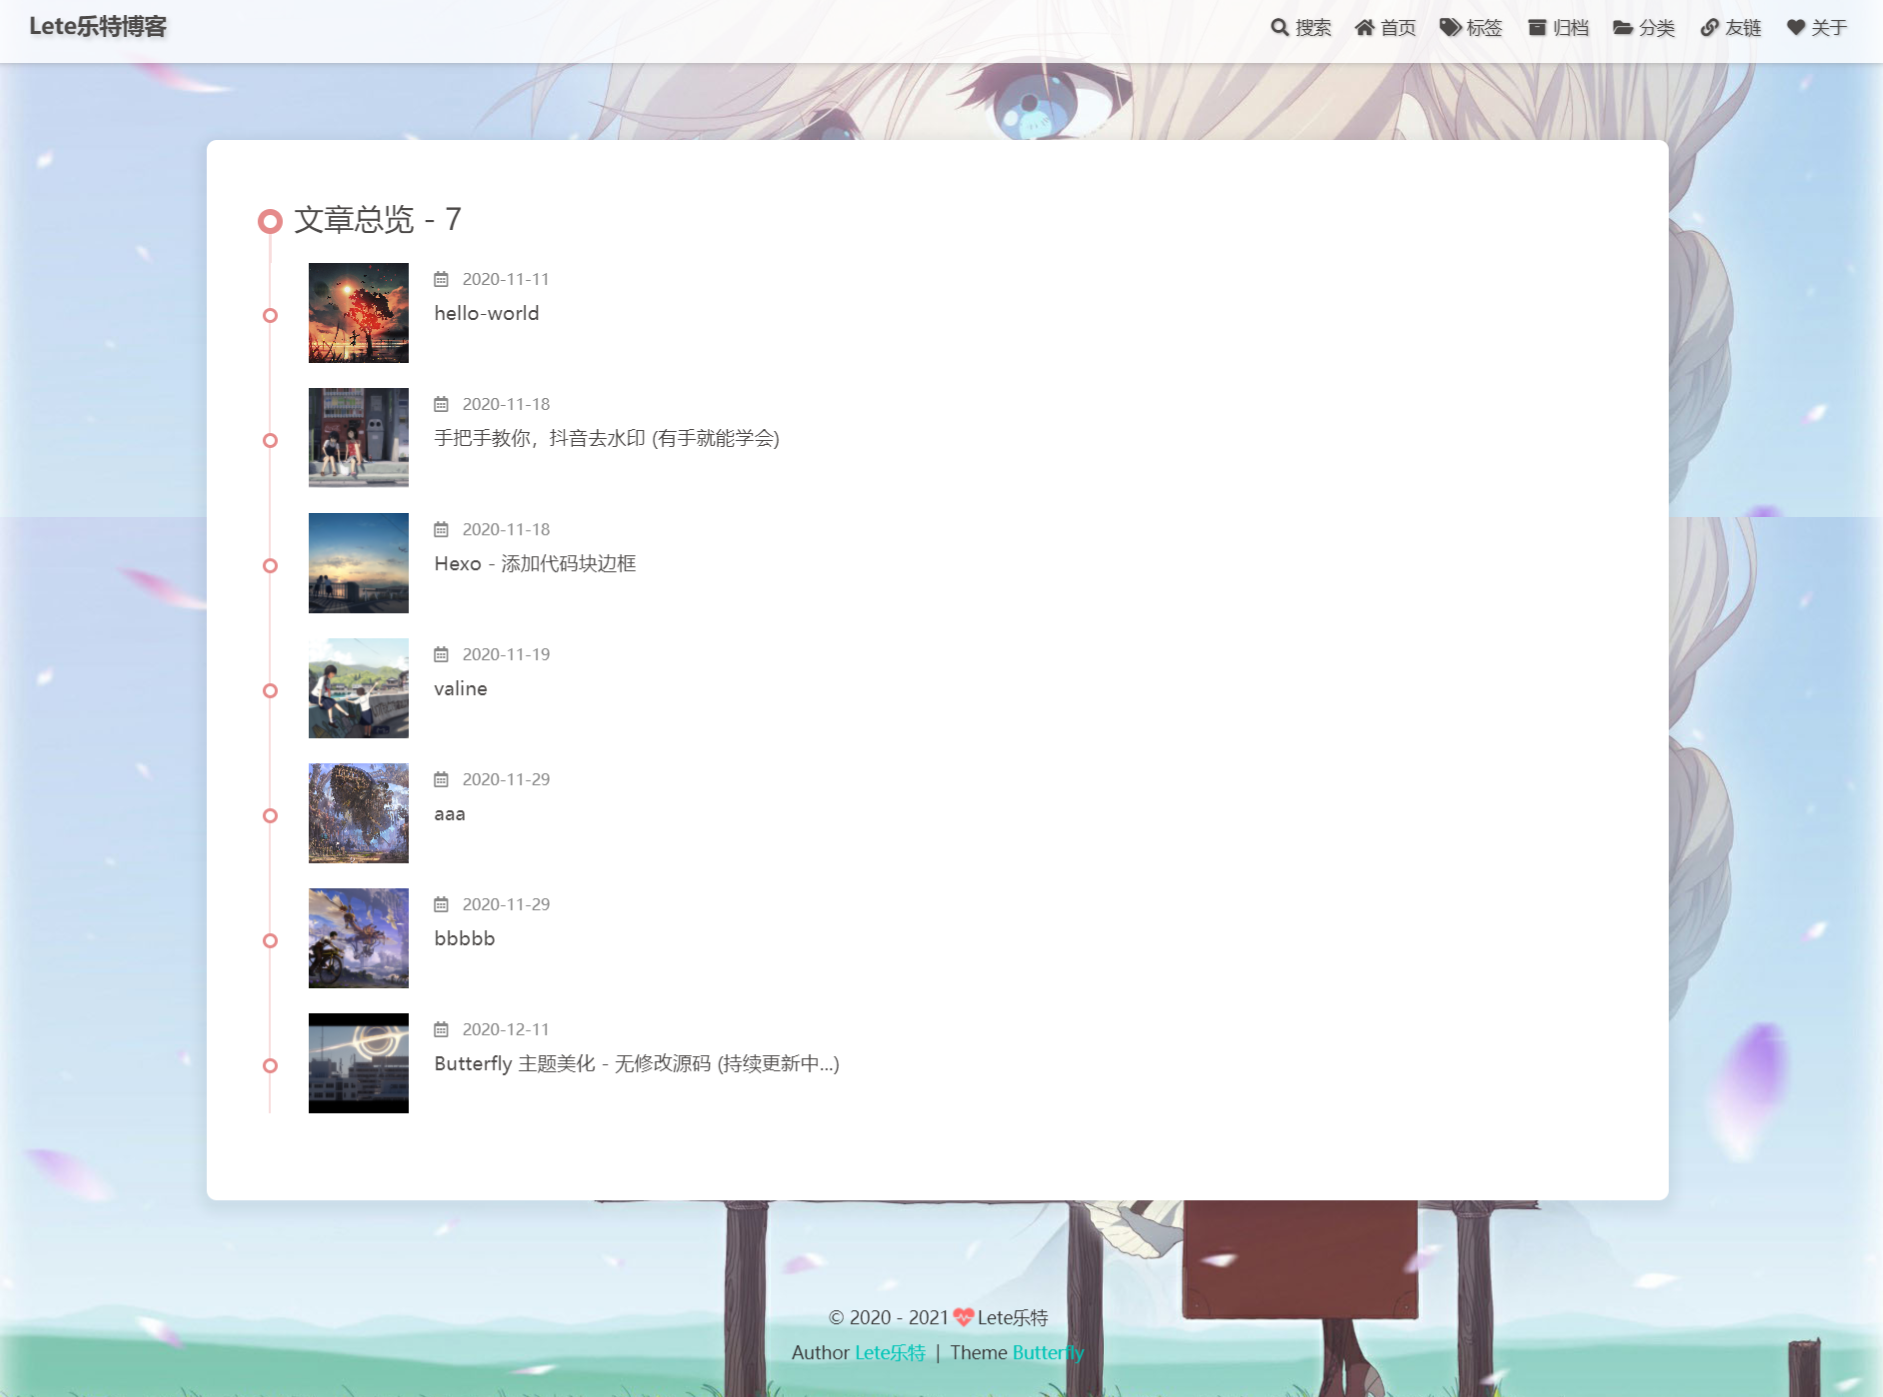 Lete乐特博客
搜索 首页 标签 归档 分类 友链 关于
文章总览 - 7
2020-11-11
hello-world
2020-11-18
手把手教你，抖音去水印 (有手就能学会)
2020-11-18
Hexo - 添加代码块边框
2020-11-19
valine
2020-11-29
aaa
2020-11-29
bbbbb
2020-12-11
Butterfly 主题美化 - 无修改源码 (持续更新中...)
© 2020 - 2021 Lete乐特
Author Lete乐特 | Theme Butterfly